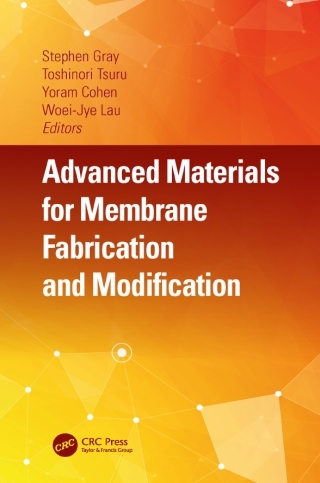 Stephen Gray
Toshinori Tsuru
Yoram Cohen
Woei-Jye Lau
Editors
Advanced Materials
for Membrane
Fabrication
and Modification
CRC
CRC Press
Taylor & Francis Group